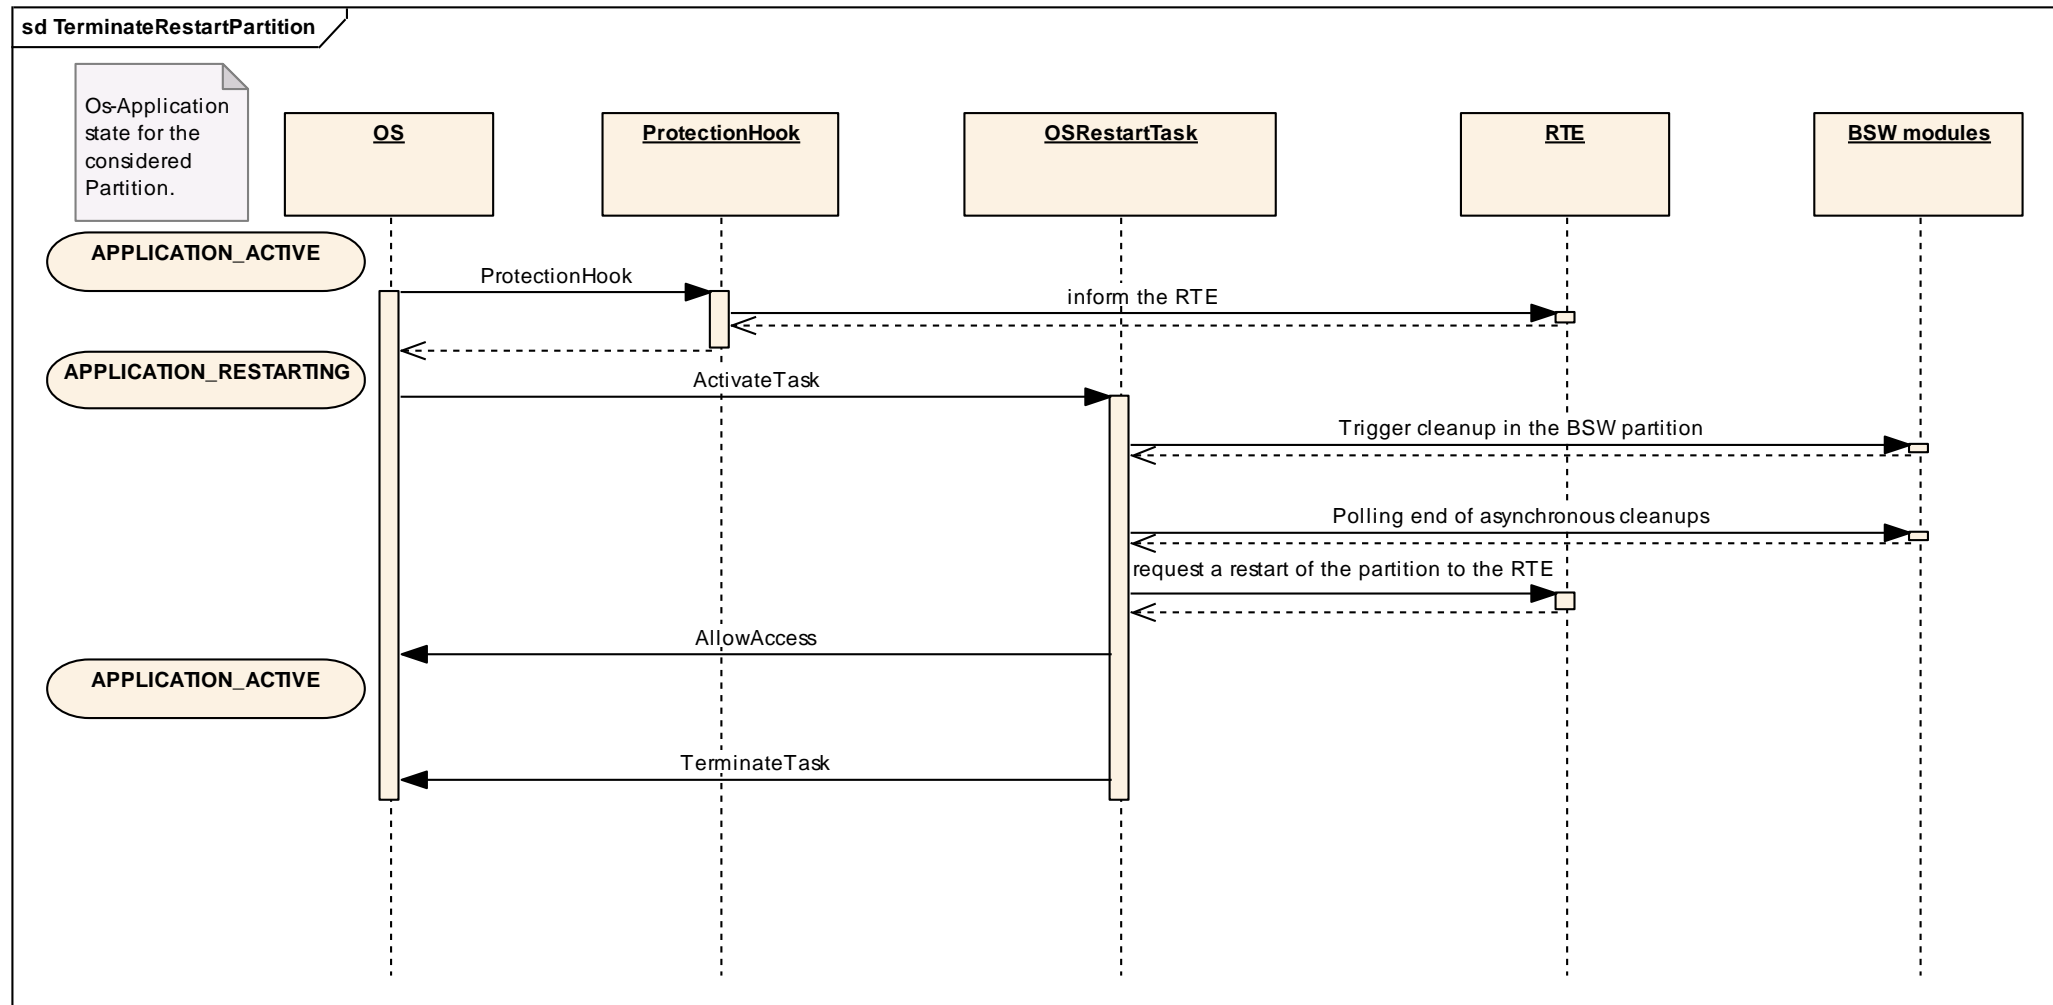 sd TerminateRestartPartition
Os-Application
state for the
considered
Partition.
OS
ProtectionHook
OSRestartTask
RTE
BSW modules
APPLICATION_ACTIVE
ProtectionHook
inform the RTE
APPLICATION_RESTARTING
ActivateTask
Trigger cleanup in the BSW partition
Polling end of asynchronous cleanups
request a restart of the partition to the RTE
AllowAccess
APPLICATION_ACTIVE
TerminateTask